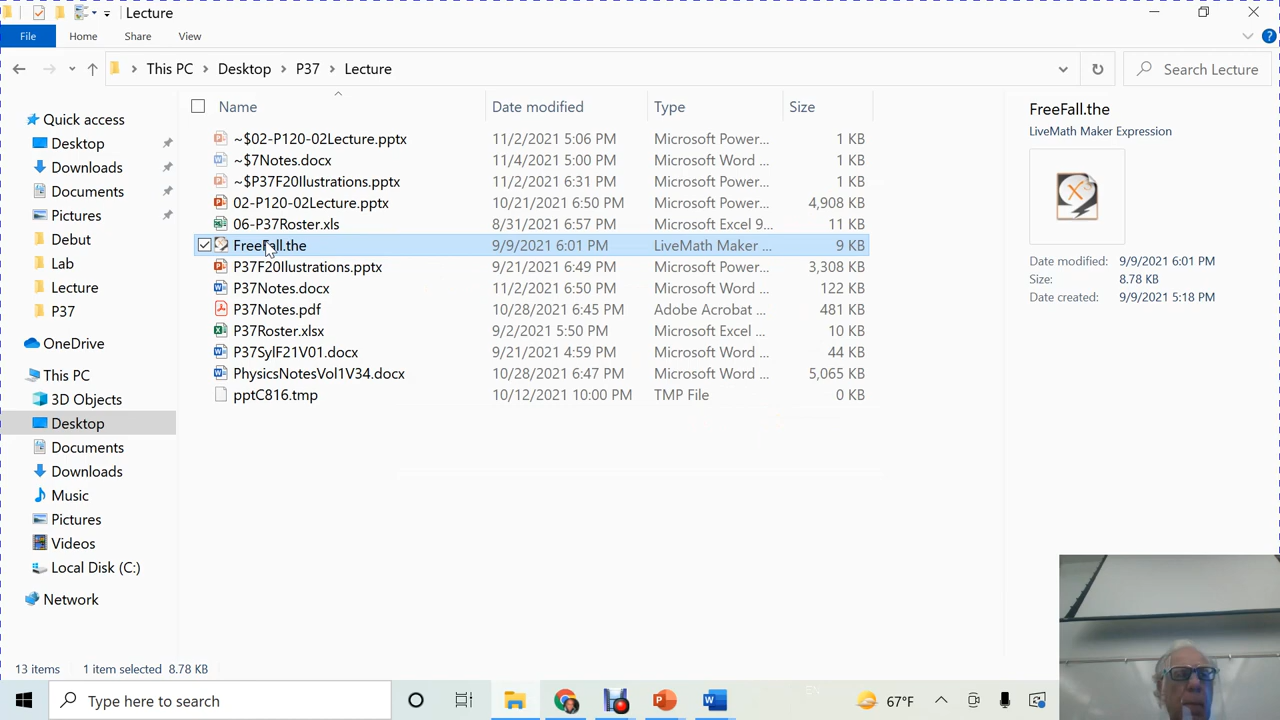 Lecture
File Home Share View
This PC Desktop P37 Lecture
Search Lecture
Name Date modified Type Size
Quick access
Desktop
Downloads
Documents
Pictures
Debut
Lab
Lecture
P37
OneDrive
This PC
3D Objects
Desktop
Documents
Downloads
Music
Pictures
Videos
Local Disk (C:)
Network
~$02-P120-02Lecture.pptx 11/2/2021 5:06 PM Microsoft Power... 1 KB
~$7Notes.docx 11/4/2021 5:00 PM Microsoft Word ... 1 KB
~$P37F20Illustrations.pptx 11/2/2021 6:31 PM Microsoft Power... 1 KB
02-P120-02Lecture.pptx 10/21/2021 6:50 PM Microsoft Power... 4,908 KB
06-P37Roster.xls 8/31/2021 6:57 PM Microsoft Excel 9... 11 KB
FreeFall.the 9/9/2021 6:01 PM LiveMath Maker ... 9 KB
P37F20Ilustrations.pptx 9/21/2021 6:49 PM Microsoft Power... 3,308 KB
P37Notes.docx 11/2/2021 6:50 PM Microsoft Word ... 122 KB
P37Notes.pdf 10/28/2021 6:45 PM Adobe Acrobat ... 481 KB
P37Roster.xlsx 9/2/2021 5:50 PM Microsoft Excel ... 10 KB
P37SylF21V01.docx 9/21/2021 4:59 PM Microsoft Word ... 44 KB
PhysicsNotesVol1V34.docx 10/28/2021 6:47 PM Microsoft Word ... 5,065 KB
pptC816.tmp 10/12/2021 10:00 PM TMP File 0 KB
FreeFall.the
LiveMath Maker Expression
Date modified: 9/9/2021 6:01 PM
Size: 8.78 KB
Date created: 9/9/2021 5:18 PM
13 items 1 item selected 8.78 KB
Type here to search
67°F